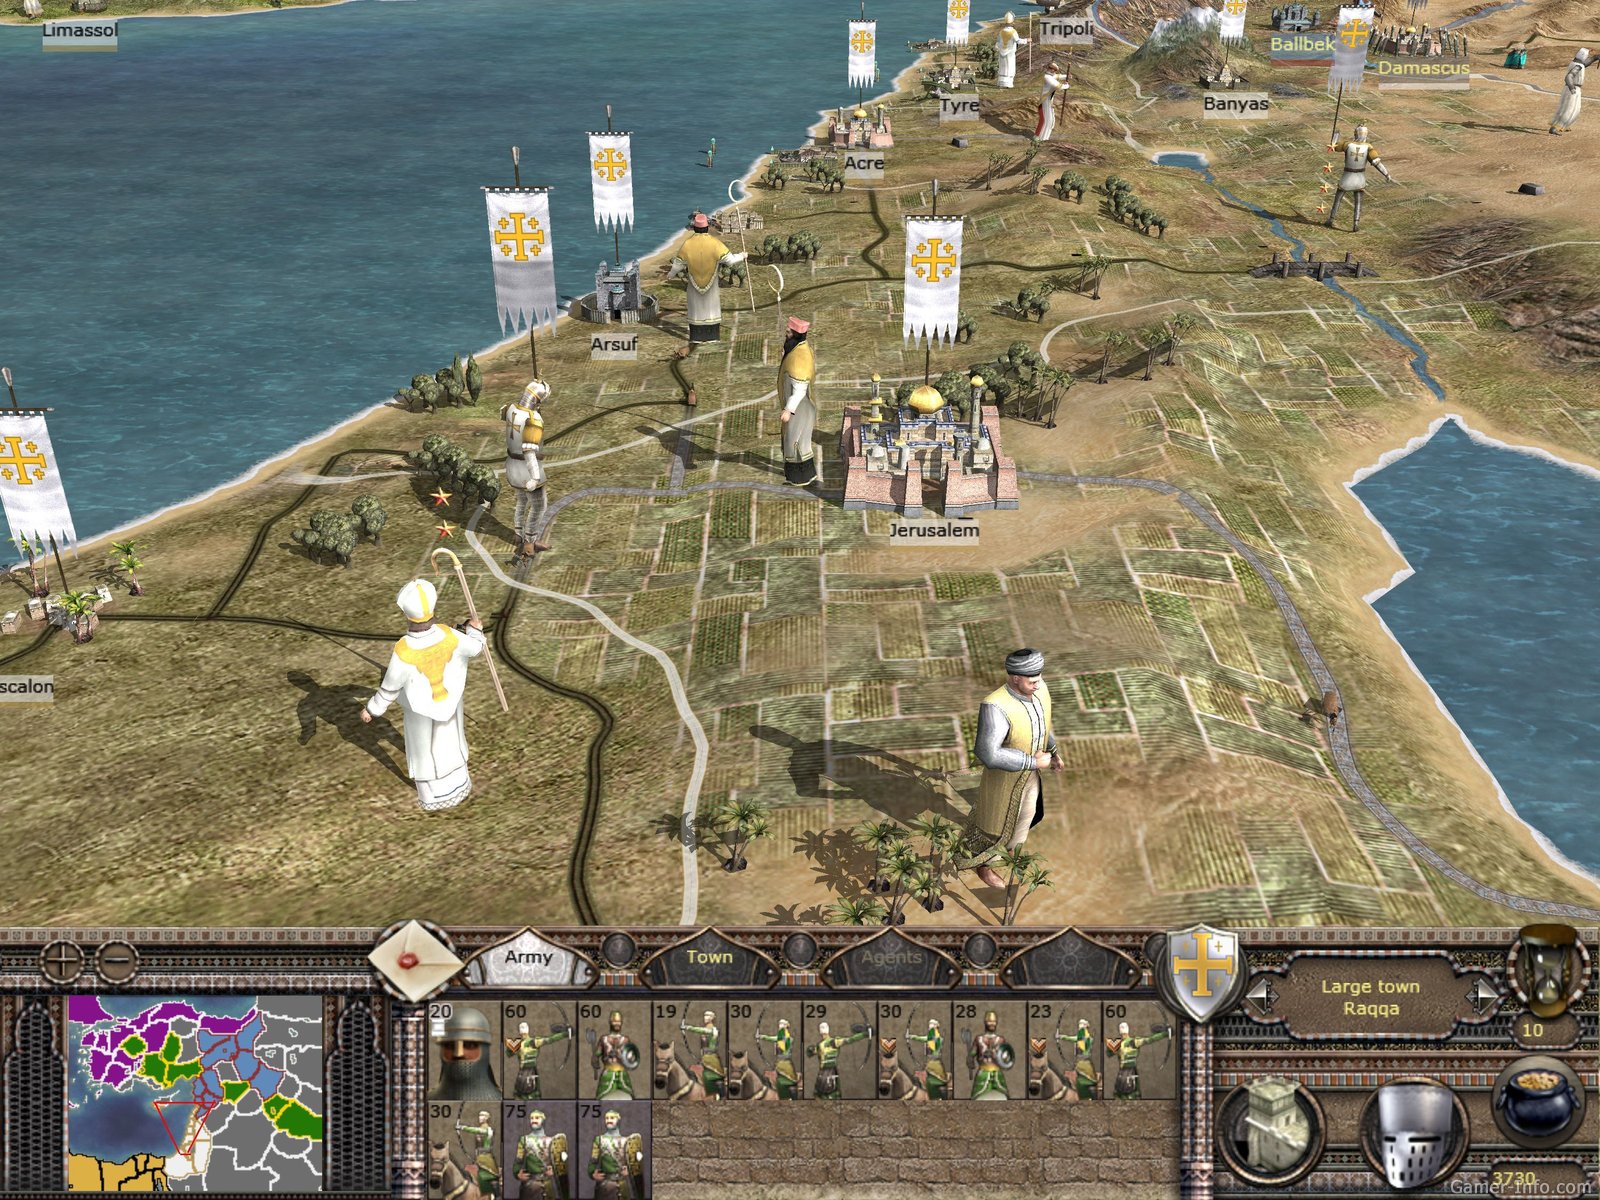 Limassol
Tripoli
Ballbek
Damascus
Tyre
Banyas
Acre
Arsuf
Jerusalem
scalon
Army
Town
Agents
Large town
Raqqa
10
20 60 60 19 30 29 30 28 23 60
30 75 75
3730
Gamer-Info.com